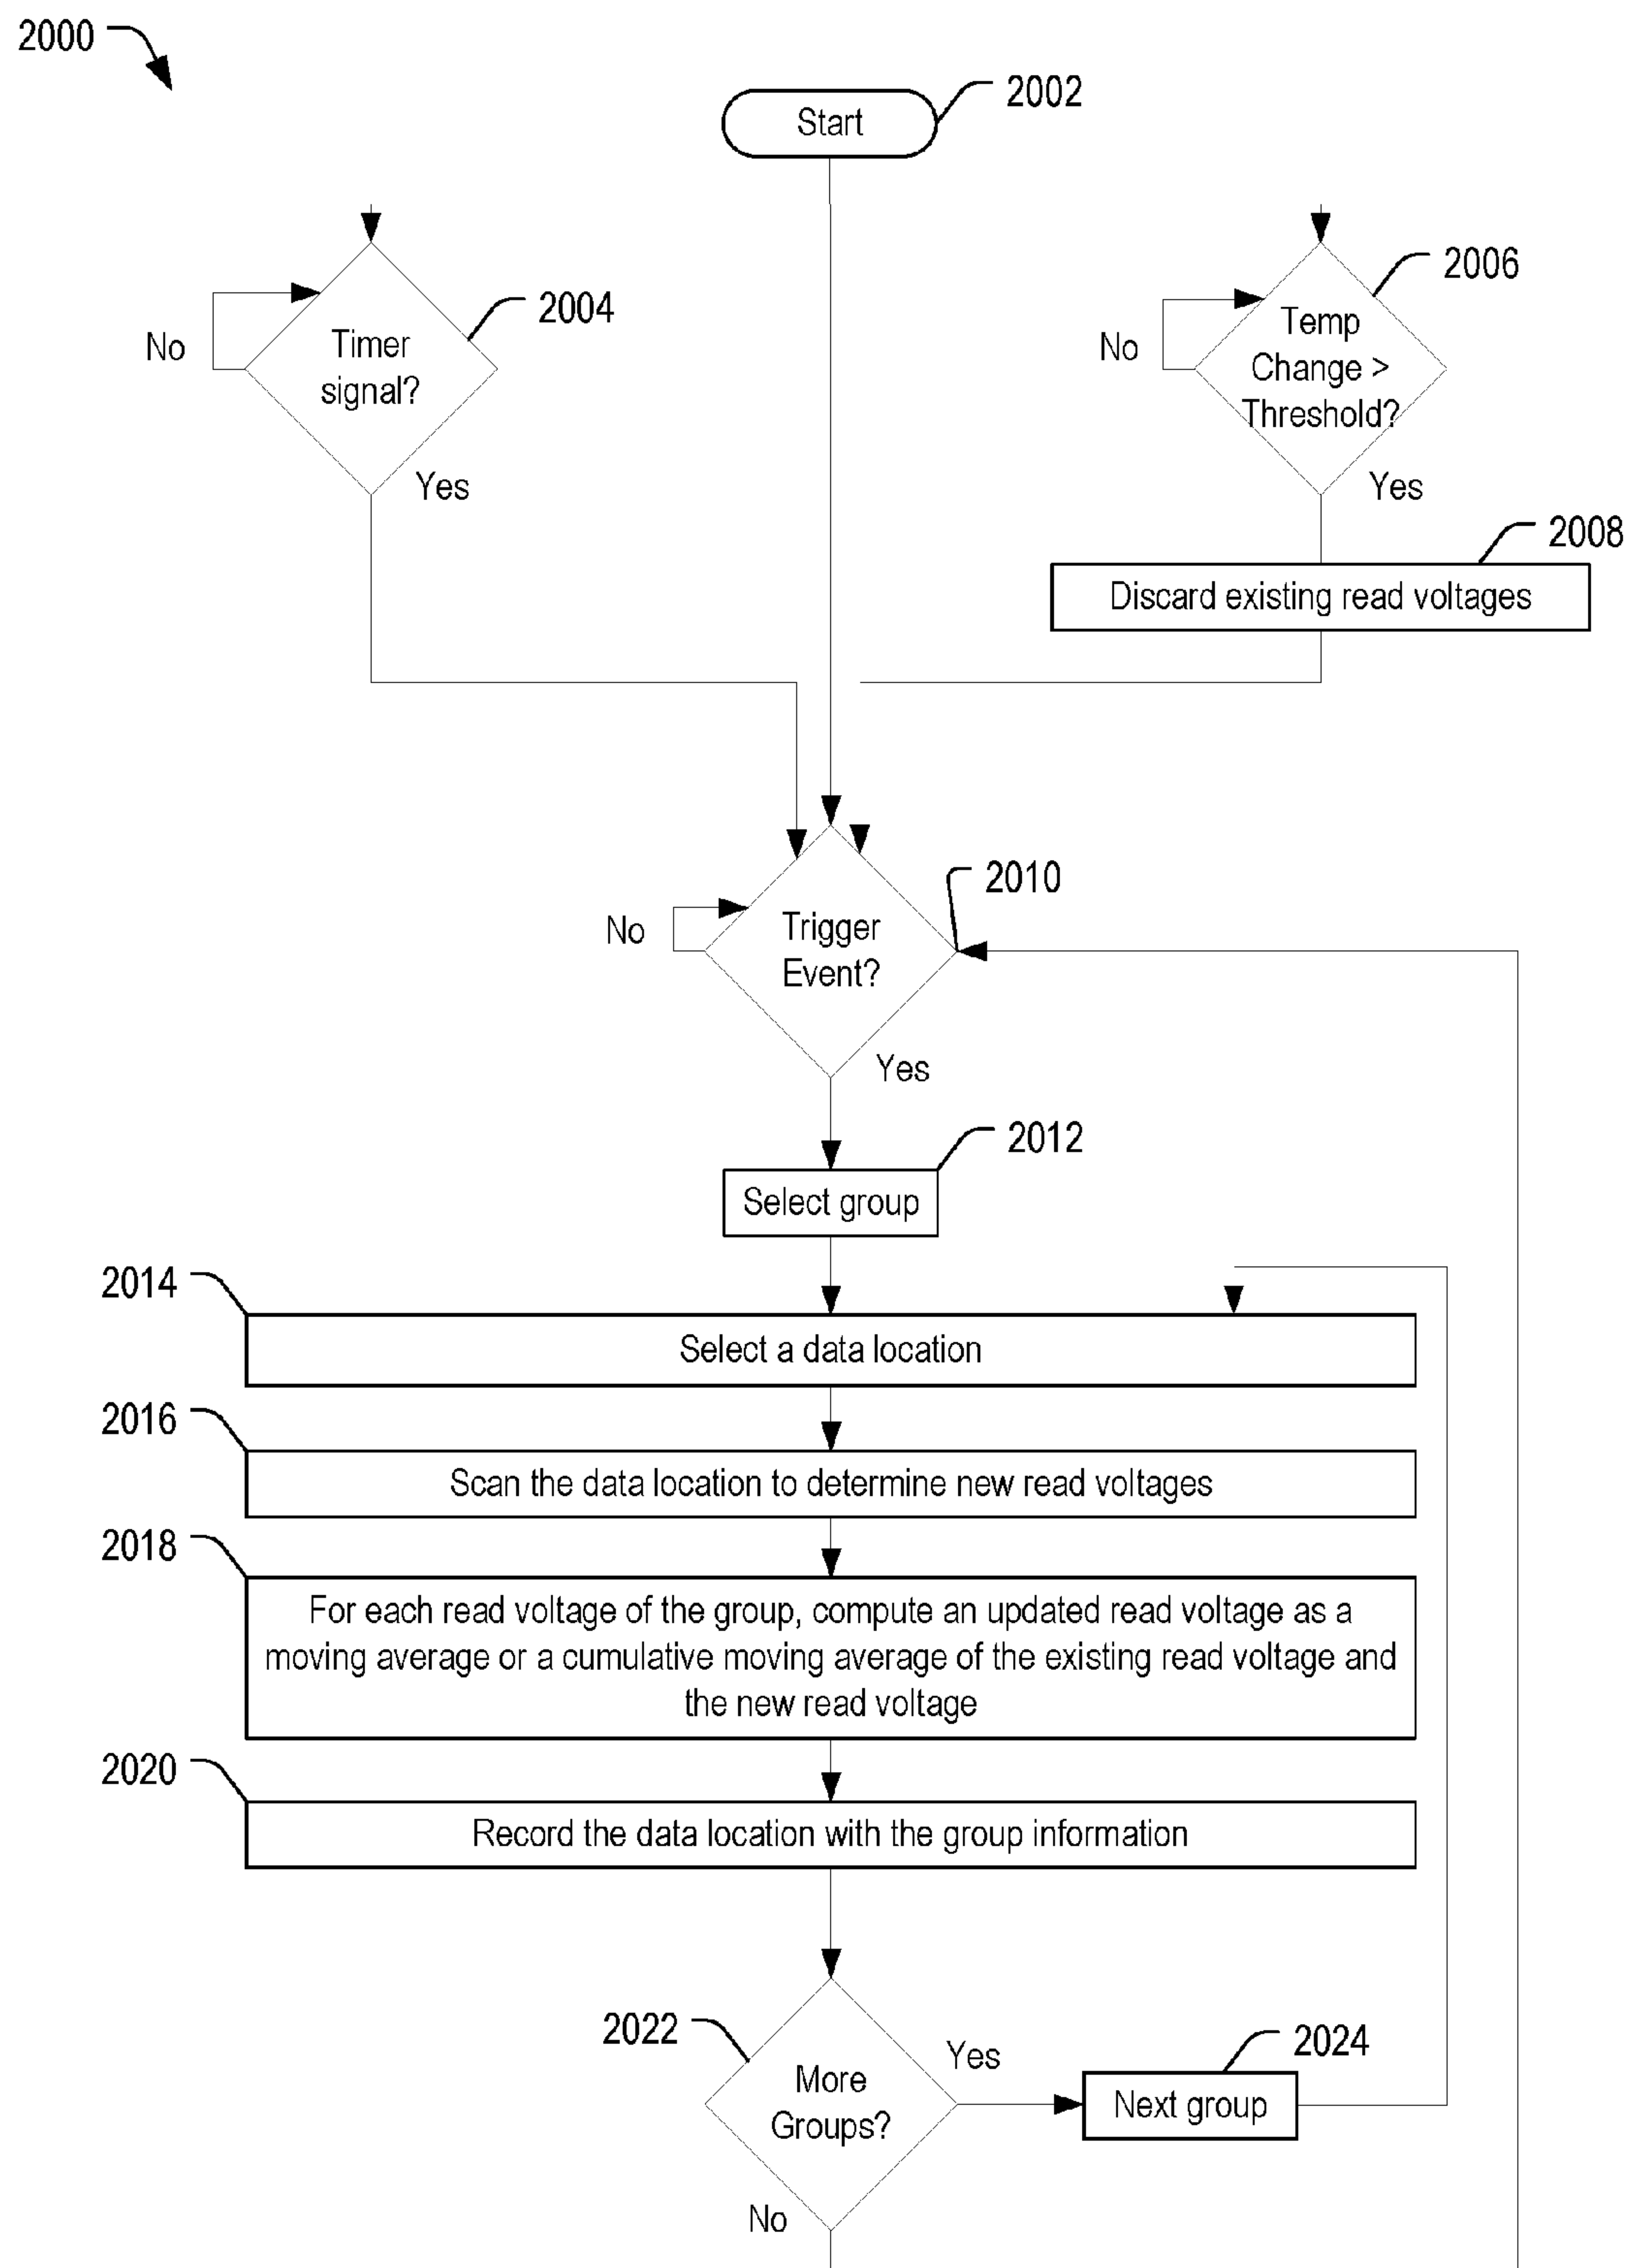 2000
2002
Start
2004
2006
No
Timer
signal?
No
Temp
Change >
Threshold?
Yes
Yes
2008
Discard existing read voltages
2010
No
Trigger
Event?
Yes
2012
Select group
2014
Select a data location
2016
Scan the data location to determine new read voltages
2018
For each read voltage of the group, compute an updated read voltage as a
moving average or a cumulative moving average of the existing read voltage and
the new read voltage
2020
Record the data location with the group information
2022
Yes
2024
More
Groups?
Next group
No